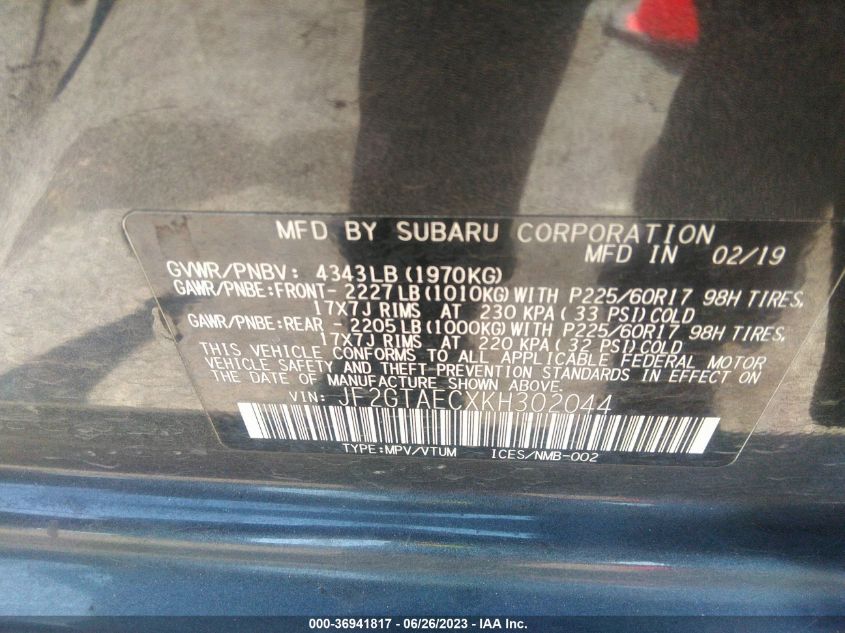 MFD BY SUBARU CORPORATION
MFD IN 02/19
GVWR/PNBV: 4343LB(1970KG)
GAWR/PNBE:FRONT- 2227LB(1010KG)WITH P225/60R17 98H TIRES,
17X7J RIMS AT 230 KPA( 33 PSI)COLD
GAWR/PNBE:REAR - 2205LB(1000KG)WITH P225/60R17 98H TIRES,
17X7J RIMS AT 220 KPA( 32 PSI)COLD
THIS VEHICLE CONFORMS TO ALL APPLICABLE FEDERAL MOTOR
VEHICLE SAFETY AND THEFT PREVENTION STANDARDS IN EFFECT ON
THE DATE OF MANUFACTURE SHOWN ABOVE.
VIN: JF2GTAECXKH302044
TYPE:MPV/VTUM ICES/NMB-002
000-36941817 - 06/26/2023 - IAA Inc.